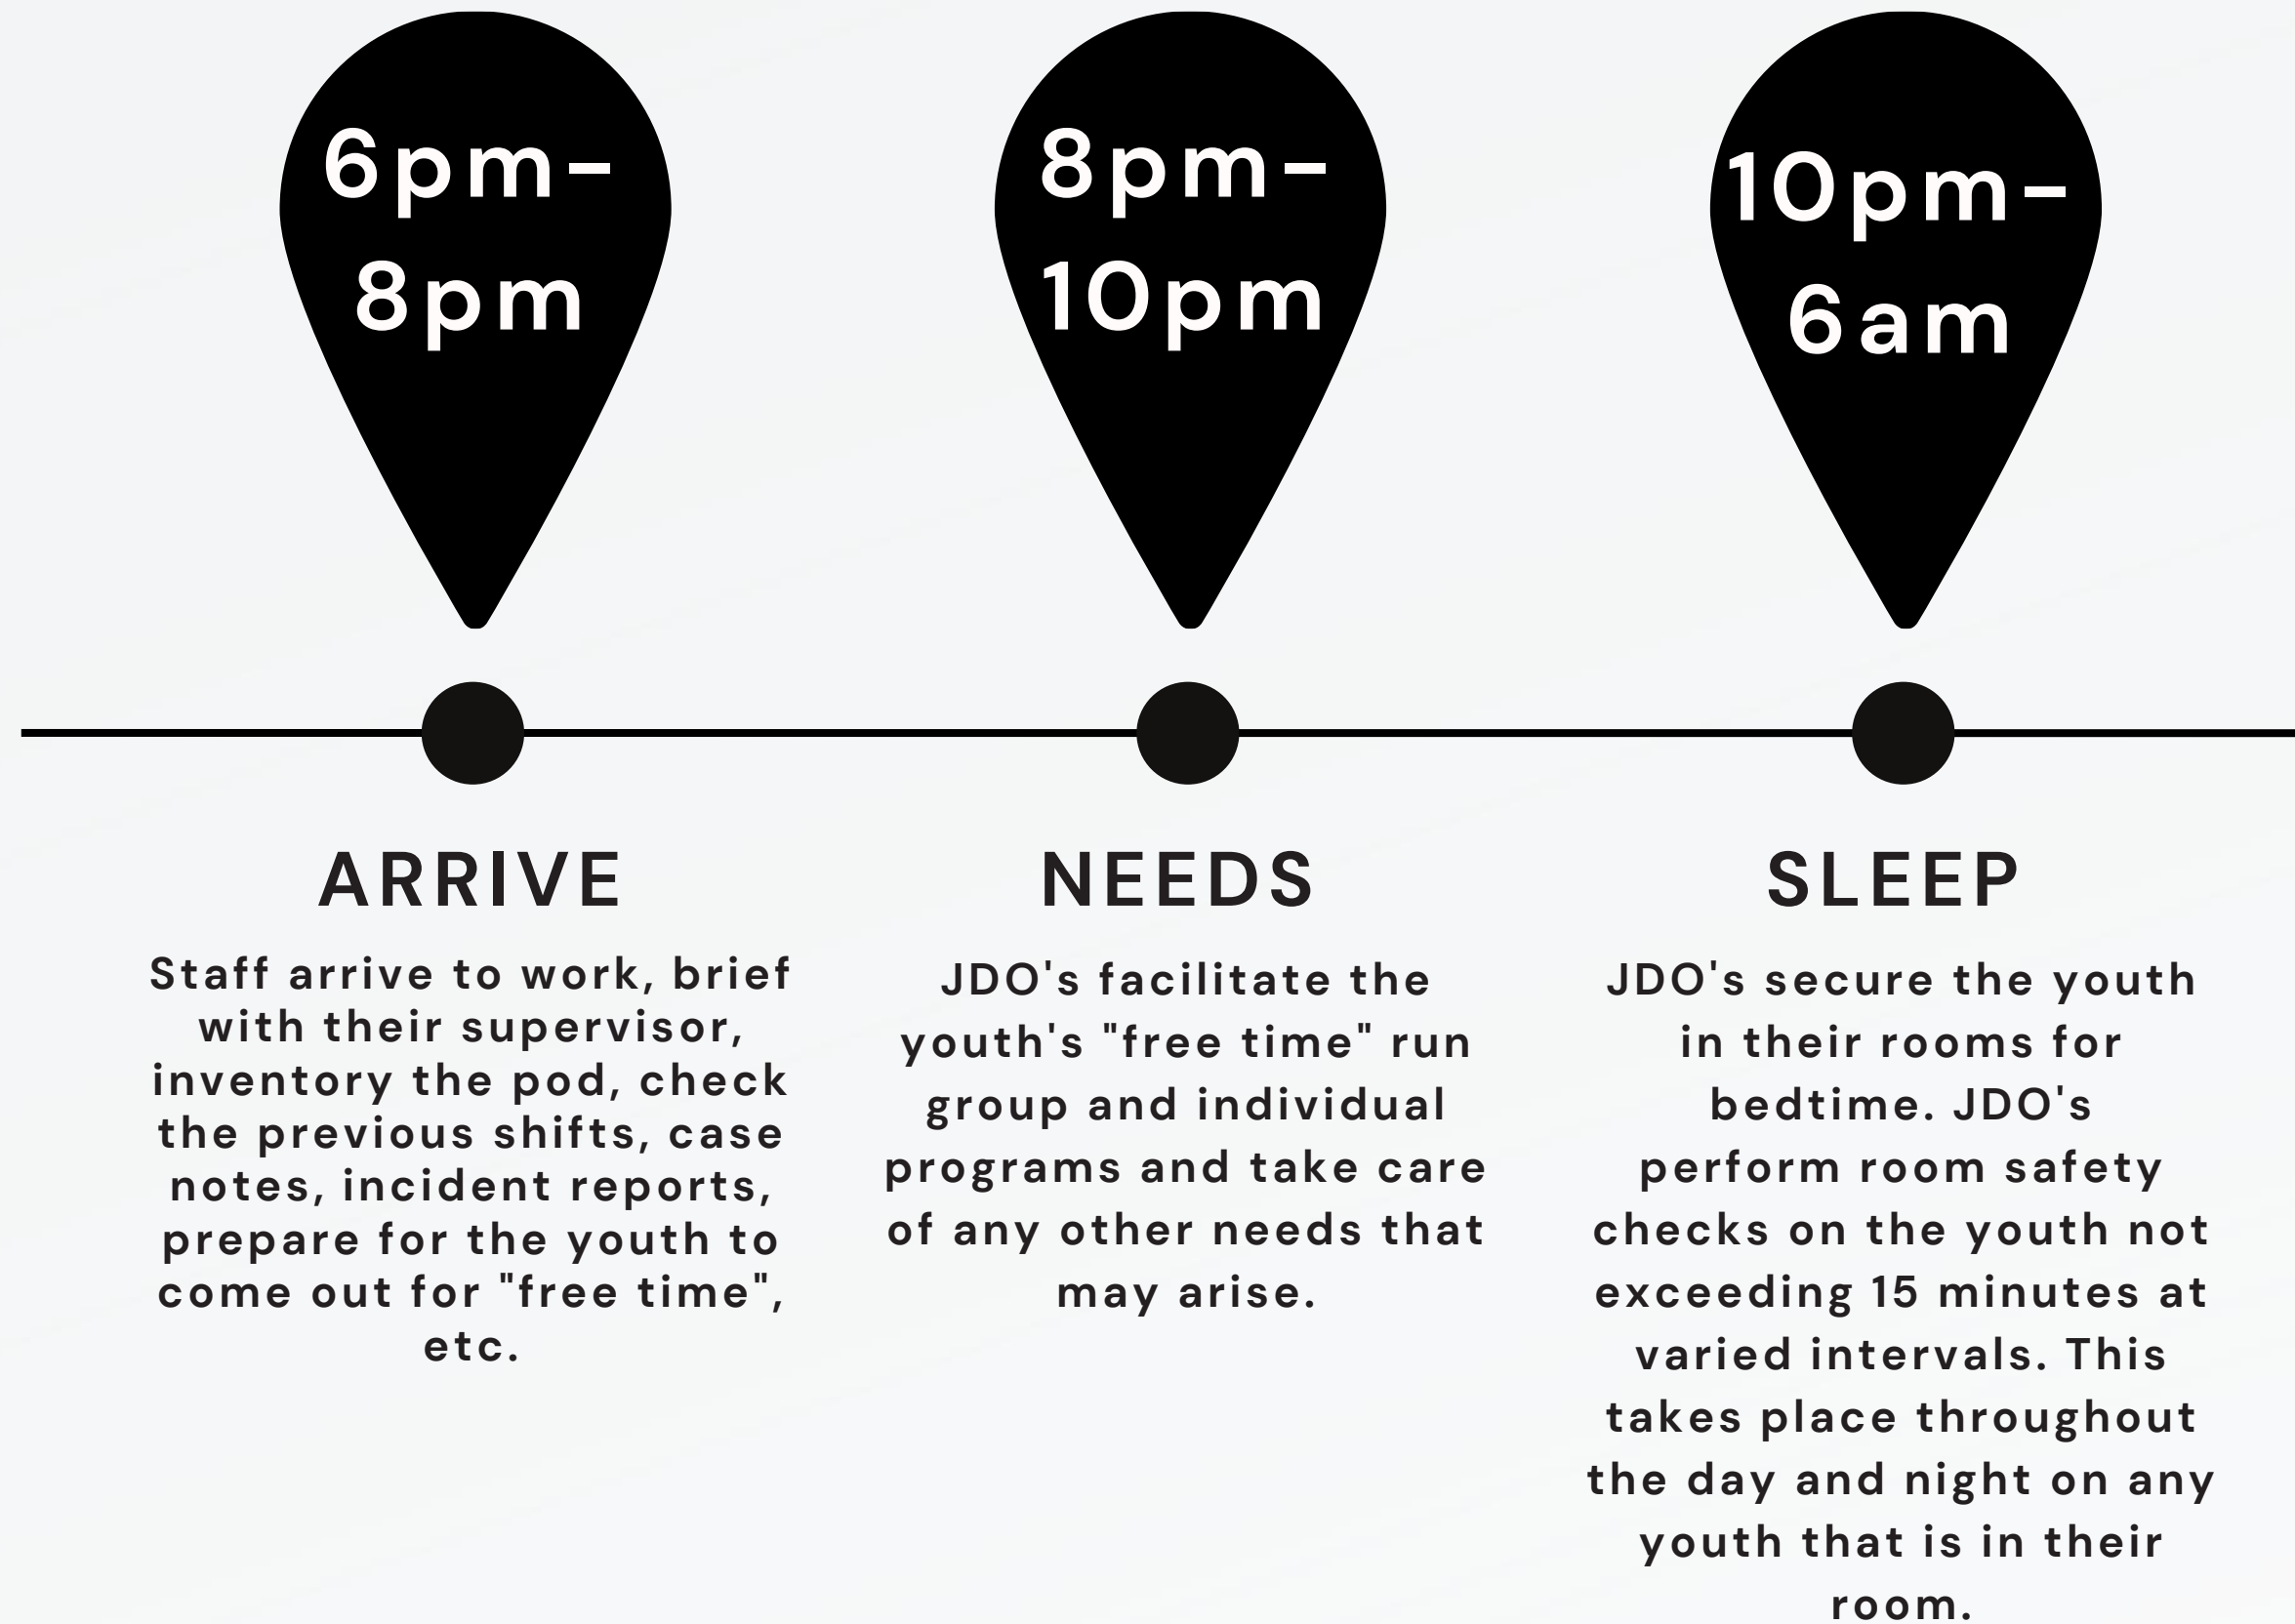 6pm-
8pm
8pm-
10pm
10pm-
6am
ARRIVE
Staff arrive to work, brief
with their supervisor,
inventory the pod, check
the previous shifts, case
notes, incident reports,
prepare for the youth to
come out for "free time",
etc.
NEEDS
JDO's facilitate the
youth's "free time" run
group and individual
programs and take care
of any other needs that
may arise.
SLEEP
JDO's secure the youth
in their rooms for
bedtime. JDO's
perform room safety
checks on the youth not
exceeding 15 minutes at
varied intervals. This
takes place throughout
the day and night on any
youth that is in their
room.